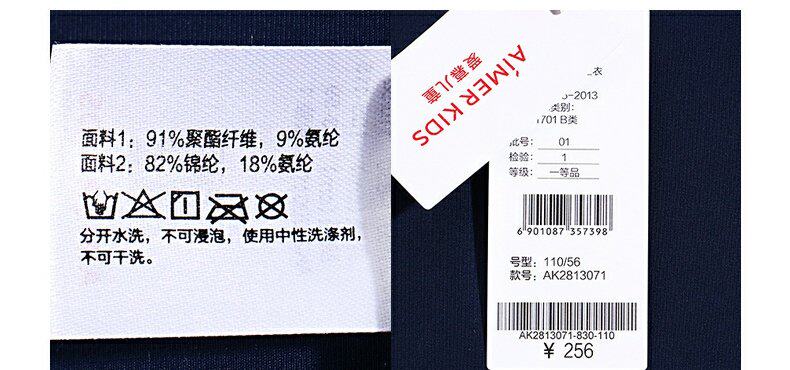 面料1：91%聚酯纤维，9%氨纶
面料2：82%锦纶，18%氨纶
分开水洗，不可浸泡，使用中性洗涤剂，
不可干洗。
AiMER KIDS
爱慕儿童
衣
-2013
类别：
1701 B类
批号： 01
检验： 1
等级： 一等品
6 901087 357398
号型：110/56
款号：AK2813071
AK2813071-830-110
¥ 256